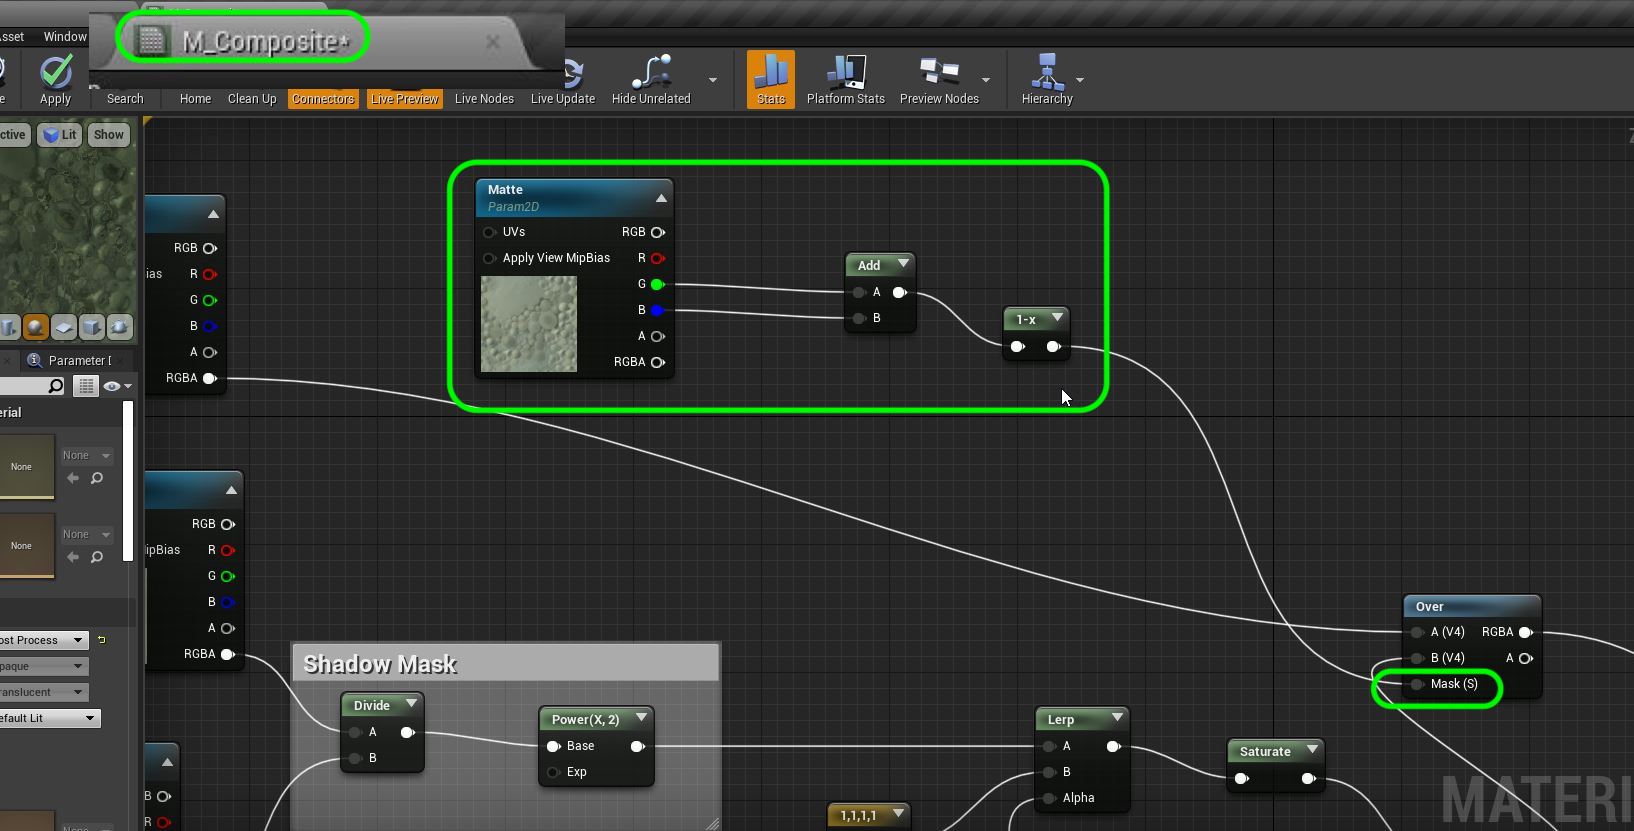 M_Composite*
Asset Window
Apply Search Home Clean Up Connectors Live Preview Live Nodes Live Update Hide Unrelated Stats Platform Stats Preview Nodes Hierarchy
ctive Lit Show
Matte
Param2D
UVs RGB
Apply View MipBias R
G
B
A
RGBA
Add
A
B
1-x
RGB
ias R
G
B
A
RGBA
Parameter D
erial
None None
None None
RGB
ipBias R
G
B
A
RGBA
ost Process
paque
ranslucent
efault Lit
Shadow Mask
Divide
A
B
Power(X, 2)
Base
Exp
Lerp
A
B
Alpha
Saturate
Over
A (V4) RGBA
B (V4) A
Mask (S)
1,1,1,1
B
R
None
MATERI